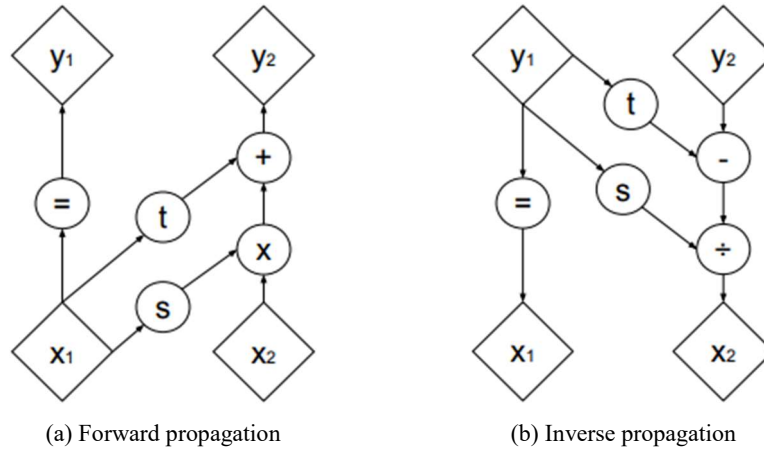 y1 y2
+
= t
x
s
x1 x2
(a) Forward propagation
y1 y2
t
-
s
=
÷
x1 x2
(b) Inverse propagation